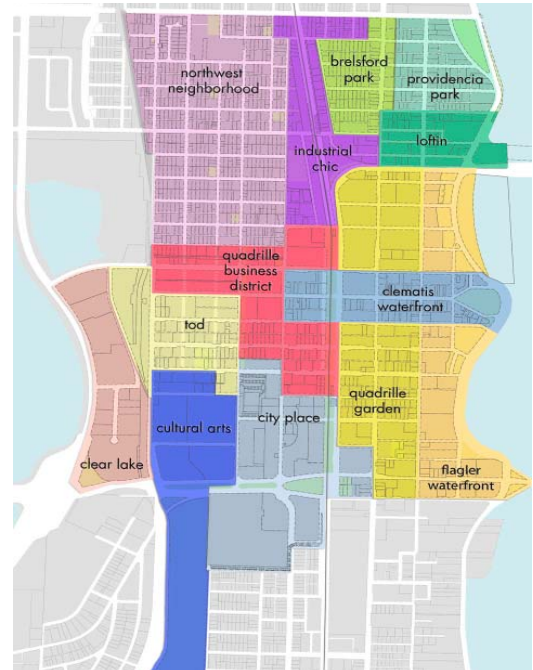 northwest
neighborhood
brelsford
park
providencia
park
industrial
chic
loftin
quadrille
business
district
clematis
waterfront
tod
quadrille
garden
cultural arts
city place
clear lake
flagler
waterfront